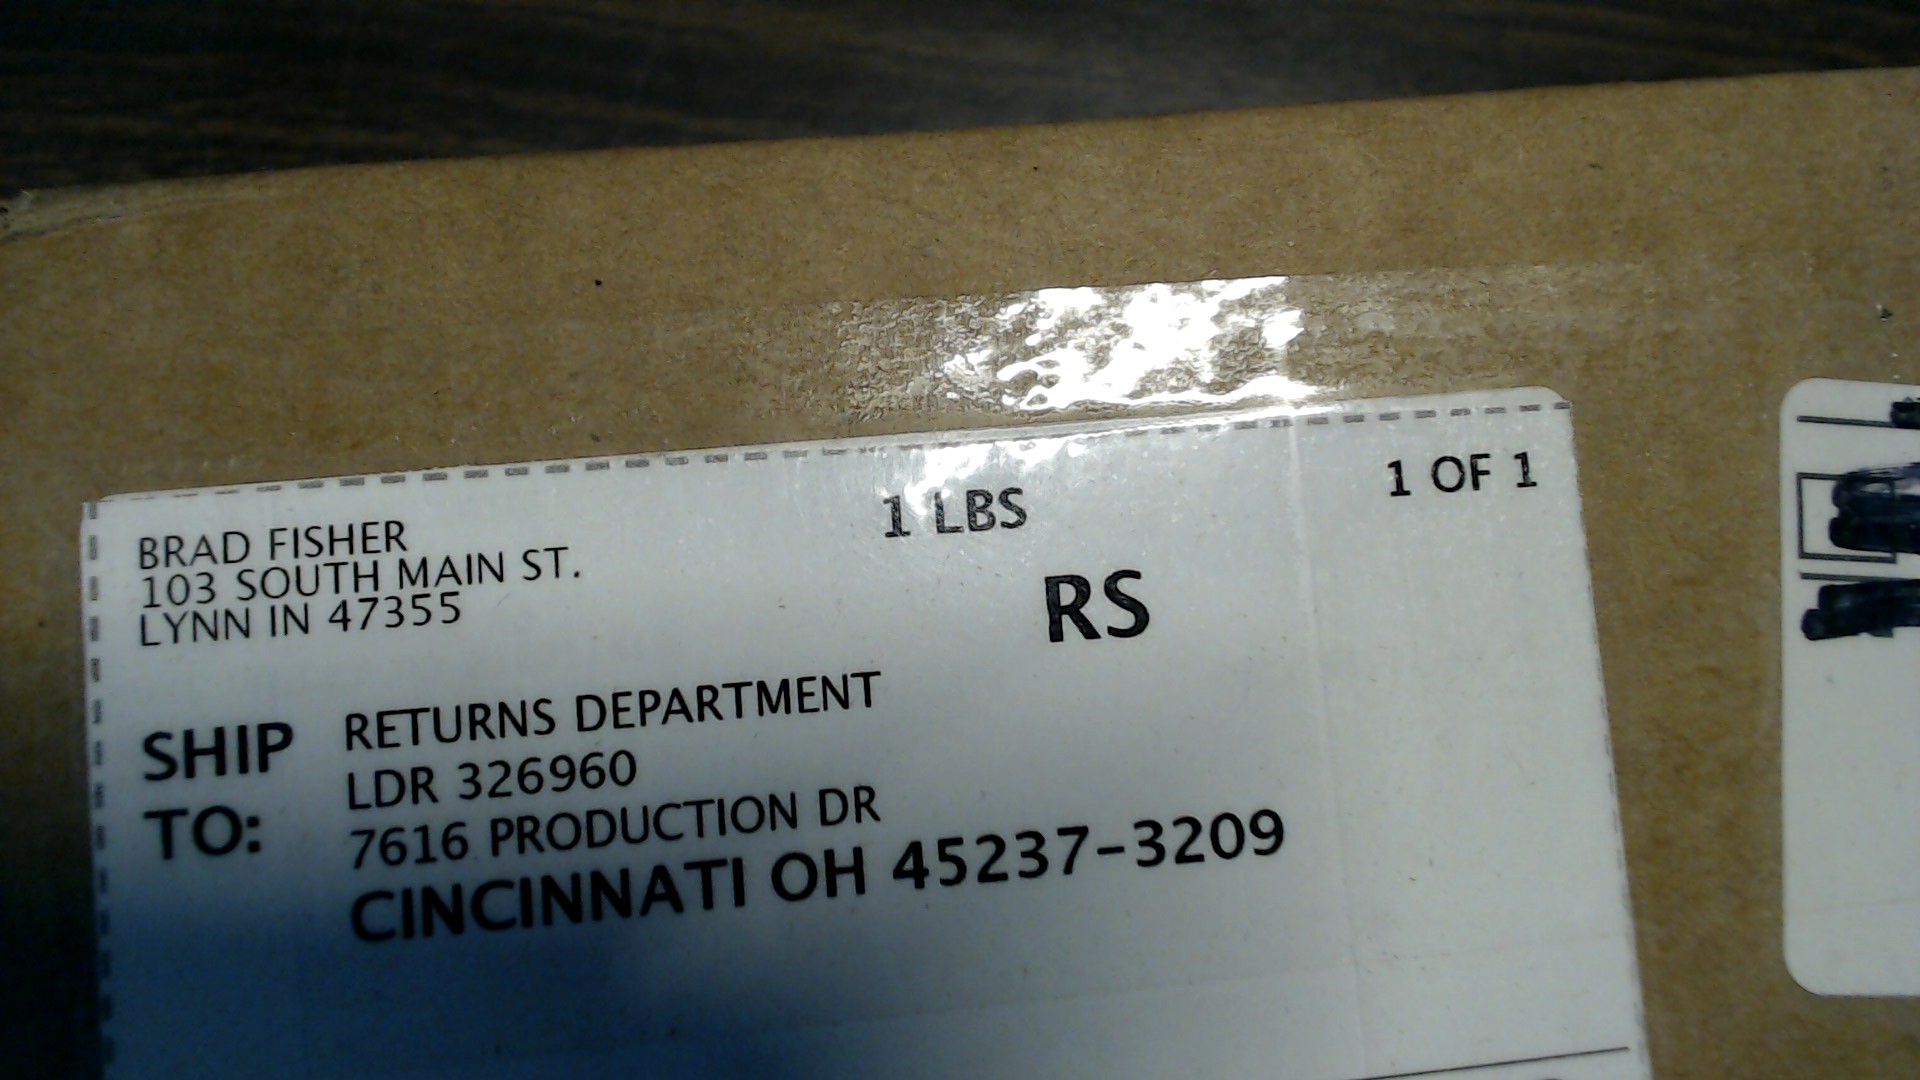 BRAD FISHER
103 SOUTH MAIN ST.
LYNN IN 47355
1 LBS
1 OF 1
RS
SHIP TO:
RETURNS DEPARTMENT
LDR 326960
7616 PRODUCTION DR
CINCINNATI OH 45237-3209